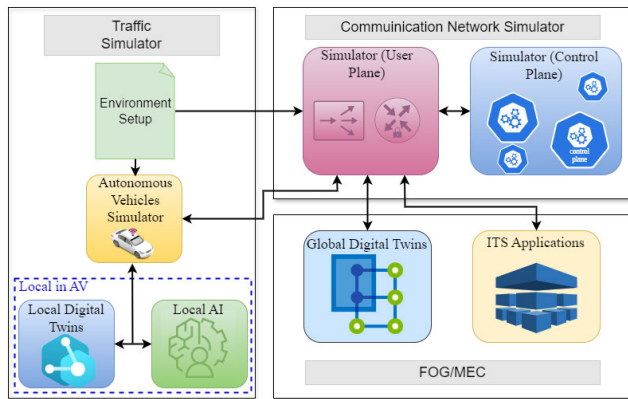 Traffic
Simulator
Environment
Setup
Autonomous
Vehicles
Simulator
Local in AV
Local Digital
Twins
Local AI
Commuinication Network Simulator
Simulator (User
Plane)
Simulator (Control
Plane)
control
plane
Global Digital Twins
ITS Applications
FOG/MEC